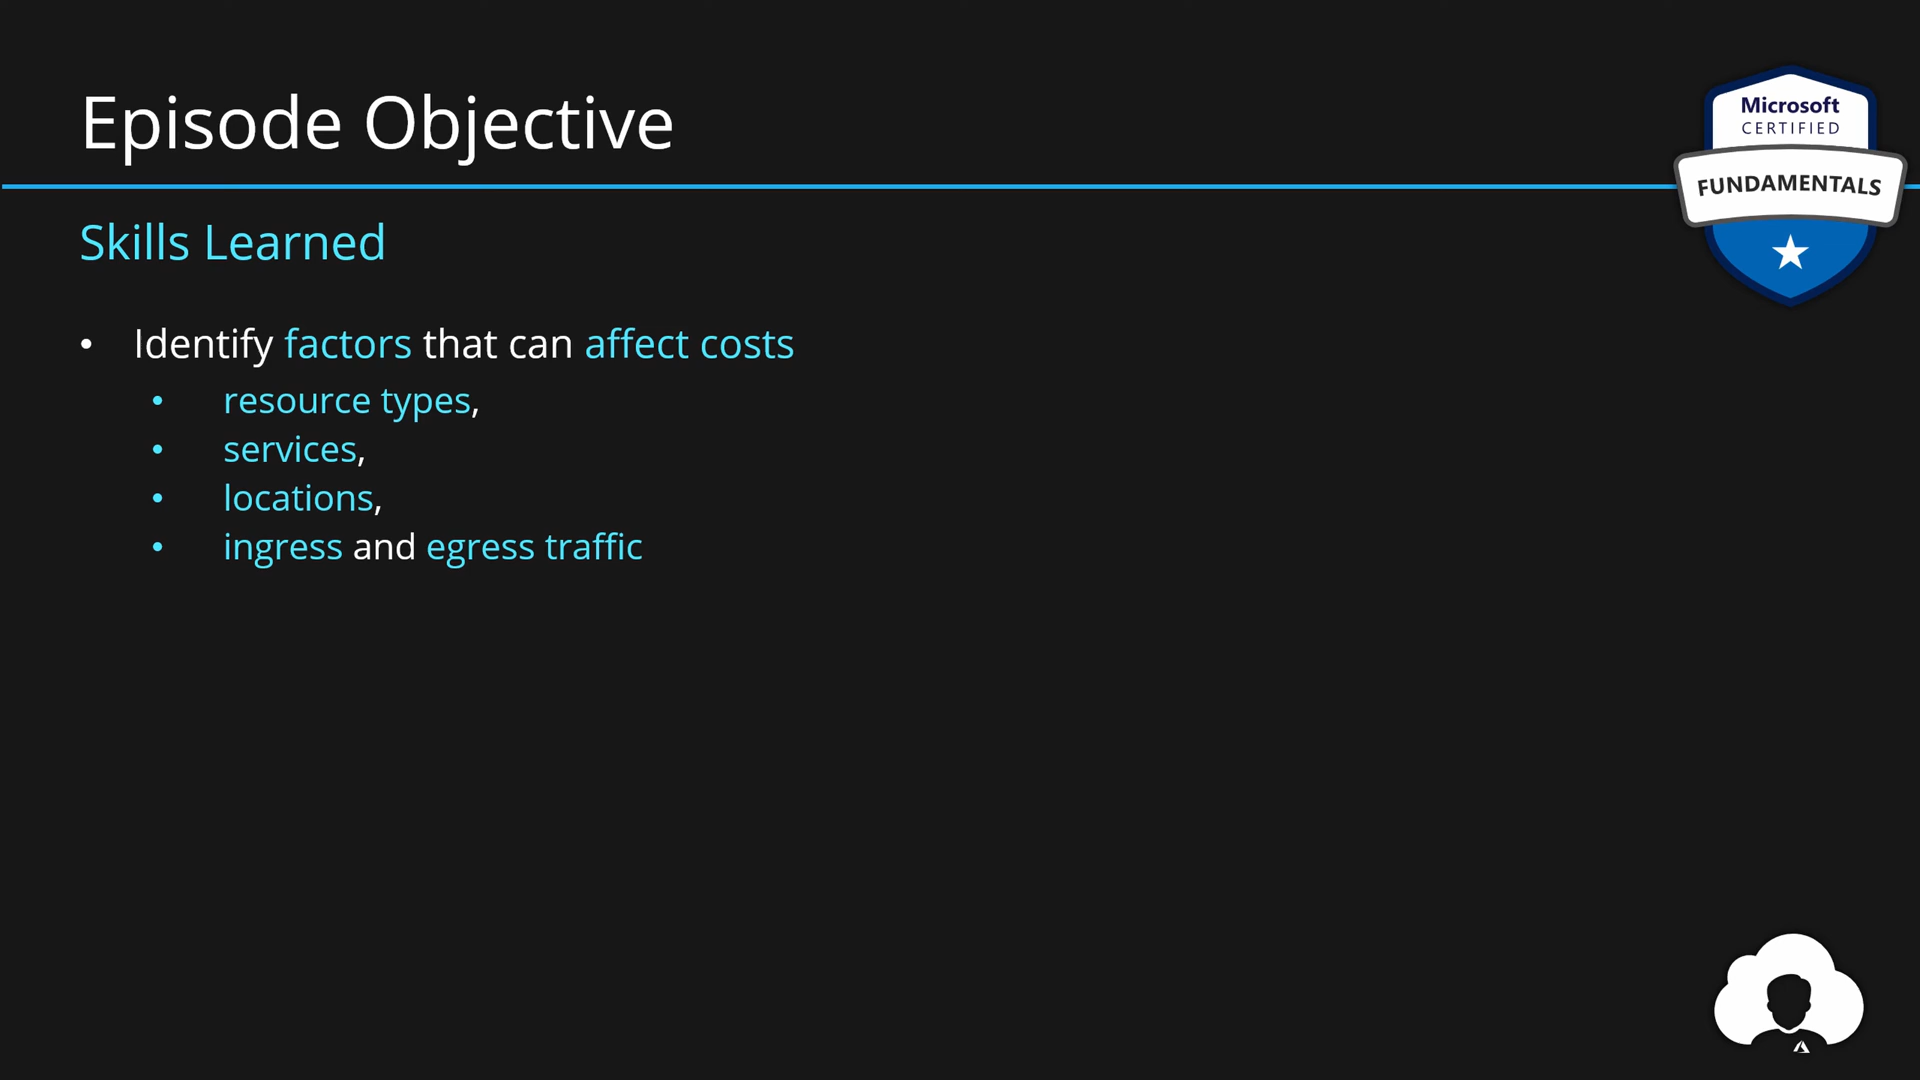 Episode Objective
Microsoft
CERTIFIED
FUNDAMENTALS
Skills Learned
• Identify factors that can affect costs
• resource types,
• services,
• locations,
• ingress and egress traffic